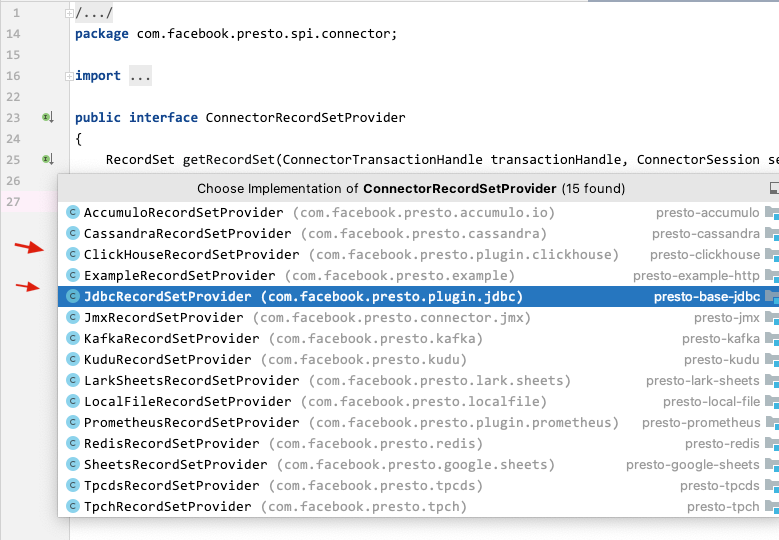 1 /.../
14 package com.facebook.presto.spi.connector;
15
16 import ...
22
23 public interface ConnectorRecordSetProvider
24 {
25 RecordSet getRecordSet(ConnectorTransactionHandle transactionHandle, ConnectorSession se
26
27
Choose Implementation of ConnectorRecordSetProvider (15 found)
AccumuloRecordSetProvider (com.facebook.presto.accumulo.io) presto-accumulo
CassandraRecordSetProvider (com.facebook.presto.cassandra) presto-cassandra
ClickHouseRecordSetProvider (com.facebook.presto.plugin.clickhouse) presto-clickhouse
ExampleRecordSetProvider (com.facebook.presto.example) presto-example-http
JdbcRecordSetProvider (com.facebook.presto.plugin.jdbc) presto-base-jdbc
JmxRecordSetProvider (com.facebook.presto.connector.jmx) presto-jmx
KafkaRecordSetProvider (com.facebook.presto.kafka) presto-kafka
KuduRecordSetProvider (com.facebook.presto.kudu) presto-kudu
LarkSheetsRecordSetProvider (com.facebook.presto.lark.sheets) presto-lark-sheets
LocalFileRecordSetProvider (com.facebook.presto.localfile) presto-local-file
PrometheusRecordSetProvider (com.facebook.presto.plugin.prometheus) presto-prometheus
RedisRecordSetProvider (com.facebook.presto.redis) presto-redis
SheetsRecordSetProvider (com.facebook.presto.google.sheets) presto-google-sheets
TpcdsRecordSetProvider (com.facebook.presto.tpcds) presto-tpcds
TpchRecordSetProvider (com.facebook.presto.tpch) presto-tpch